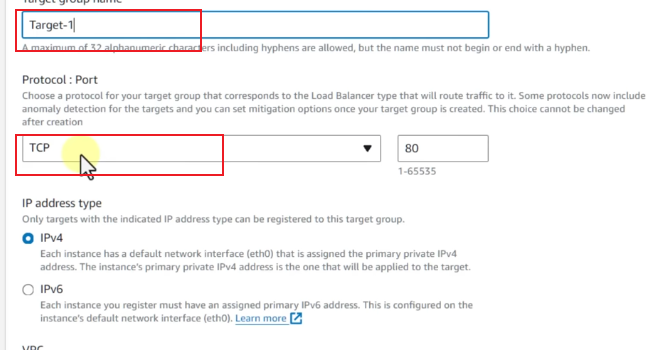 Target group name
Target-1
A maximum of 32 alphanumeric characters including hyphens are allowed, but the name must not begin or end with a hyphen.
Protocol : Port
Choose a protocol for your target group that corresponds to the Load Balancer type that will route traffic to it. Some protocols now include
anomaly detection for the targets and you can set mitigation options once your target group is created. This choice cannot be changed
after creation
TCP
80
1-65535
IP address type
Only targets with the indicated IP address type can be registered to this target group.
IPv4
Each instance has a default network interface (eth0) that is assigned the primary private IPv4
address. The instance's primary private IPv4 address is the one that will be applied to the target.
IPv6
Each instance you register must have an assigned primary IPv6 address. This is configured on the
instance's default network interface (eth0). Learn more
VPC